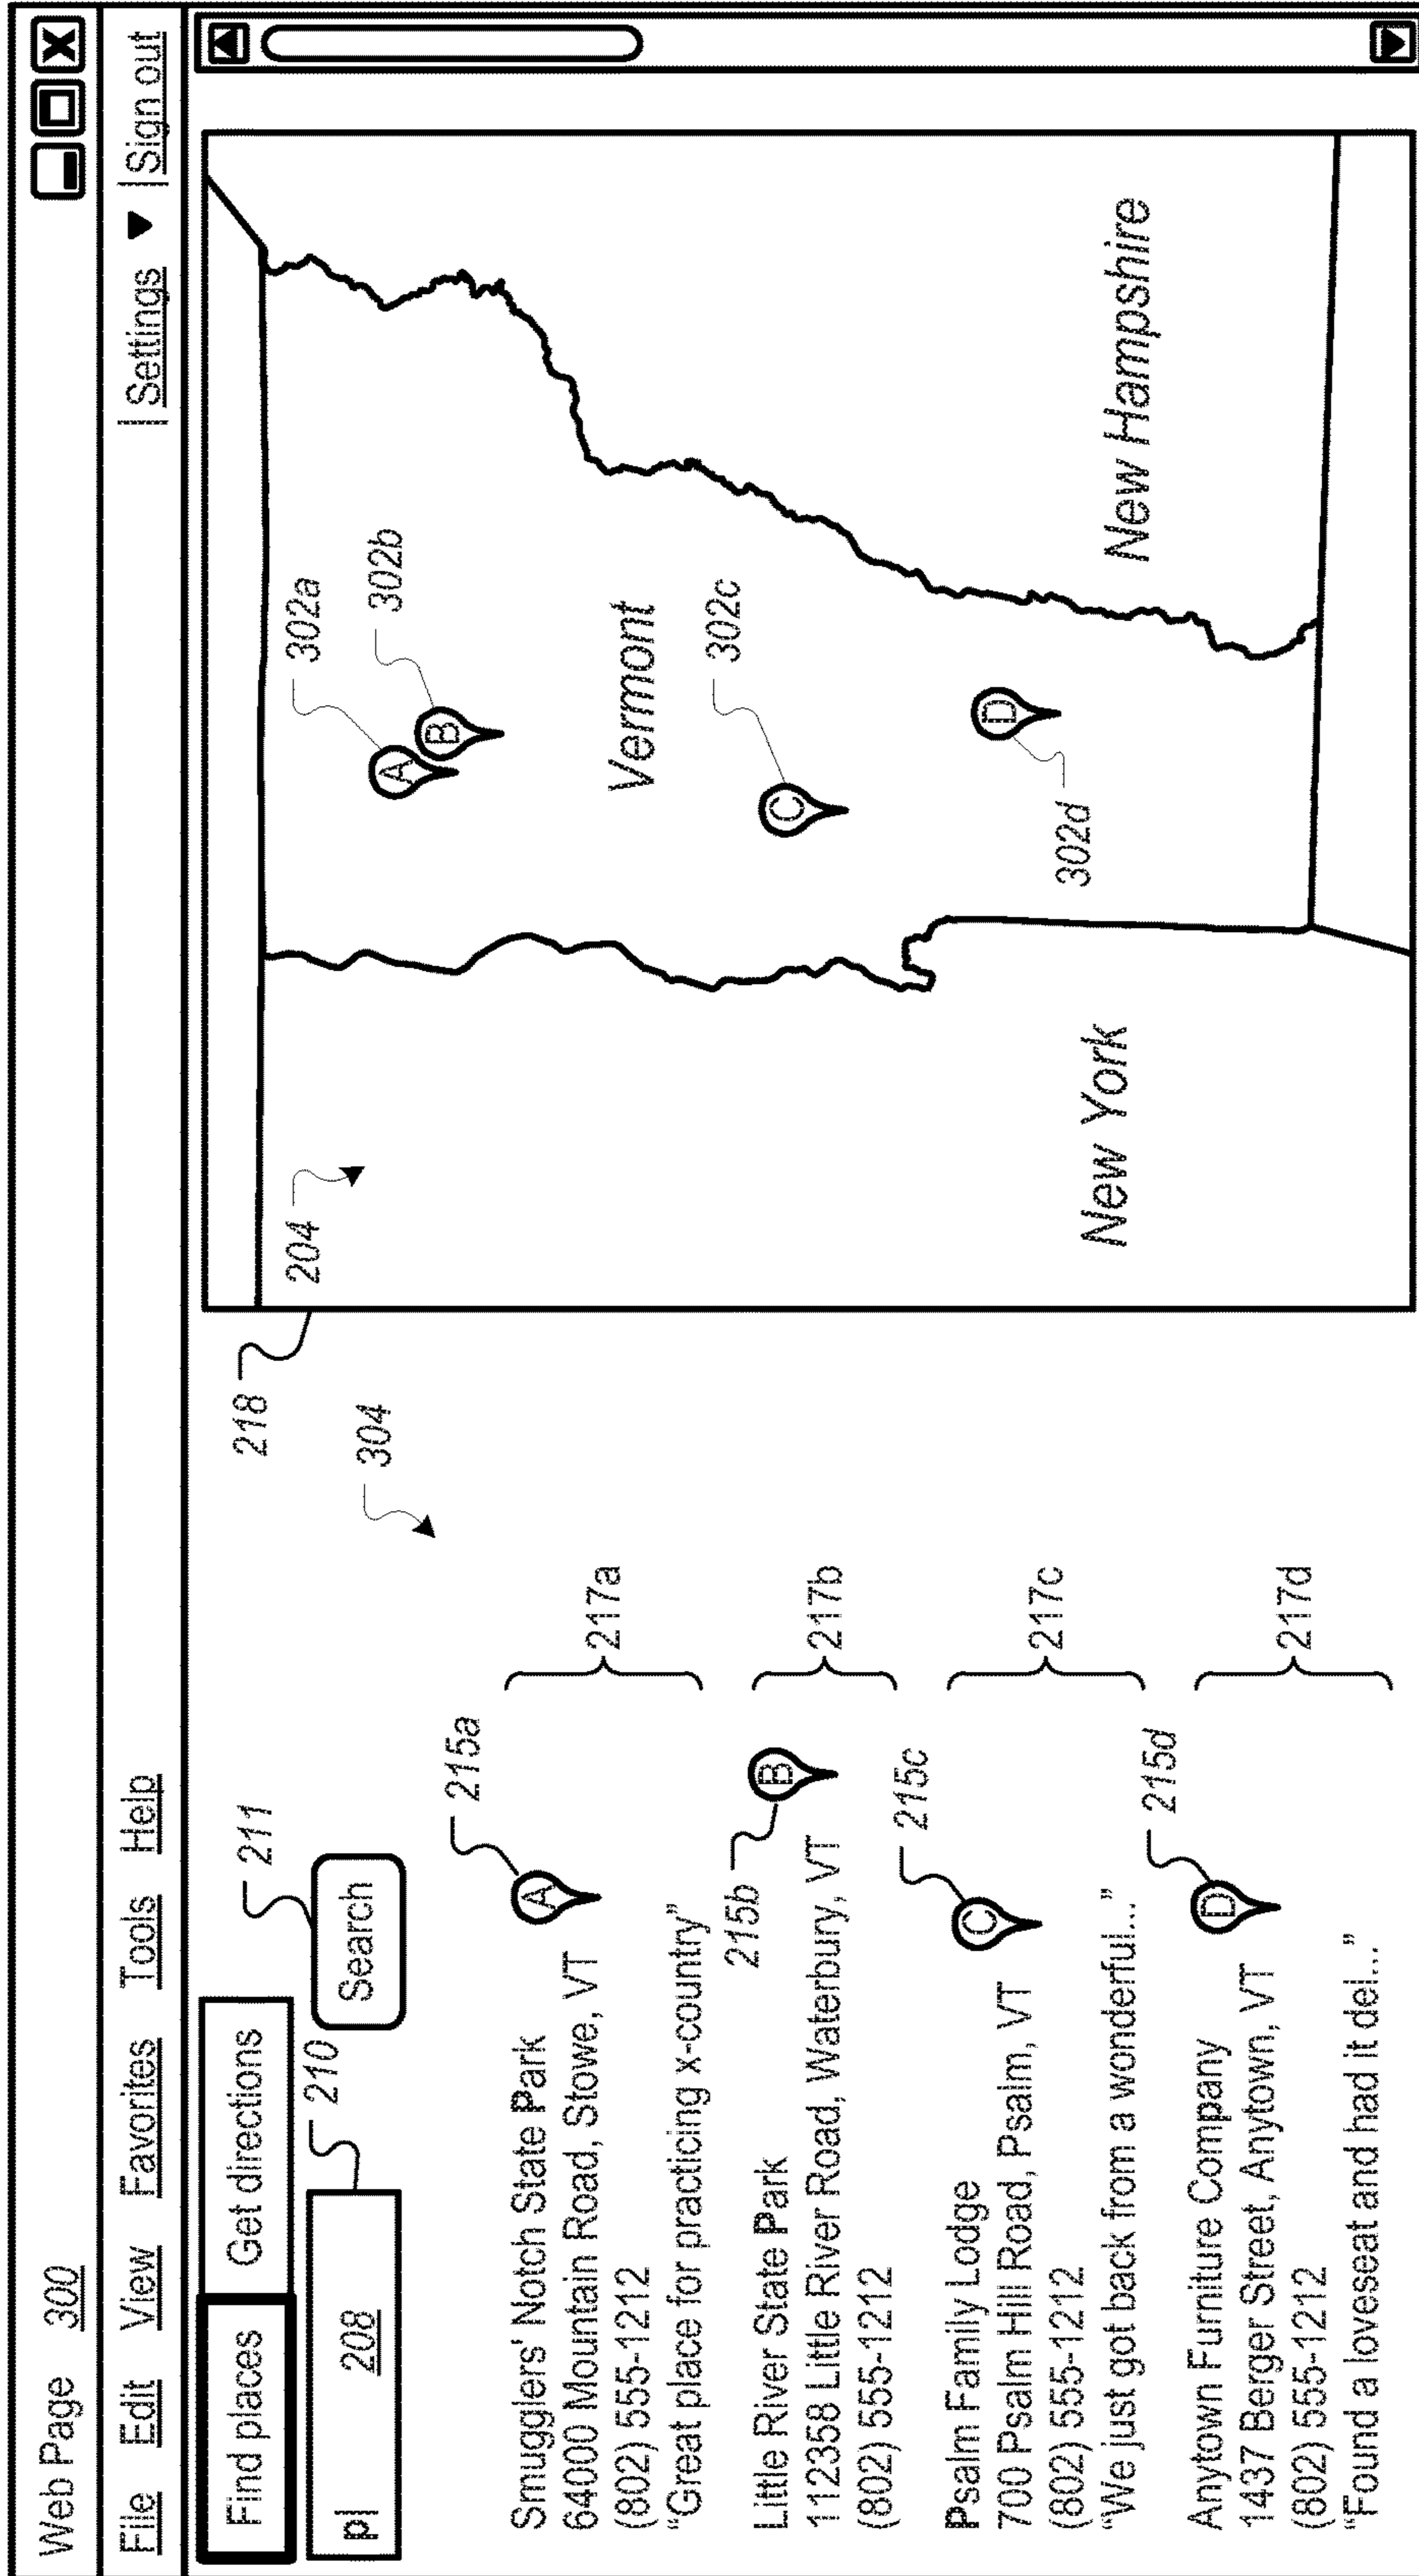 Web Page 300
File Edit View Favorites Tools Help | Settings ▼ | Sign out
Find places Get directions
211
p| 208
210
Search
218
204
304
Smugglers' Notch State Park
64000 Mountain Road, Stowe, VT
(802) 555-1212
“Great place for practicing x-country”
A
215a
217a
Little River State Park
112358 Little River Road, Waterbury, VT
(802) 555-1212
215b
B
217b
Psalm Family Lodge
700 Psalm Hill Road, Psalm, VT
(802) 555-1212
“We just got back from a wonderful...”
C
215c
217c
Anytown Furniture Company
1437 Berger Street, Anytown, VT
(802) 555-1212
“Found a loveseat and had it del...”
D
215d
217d
302a
A
302b
B
Vermont
302c
C
D
302d
New York
New Hampshire